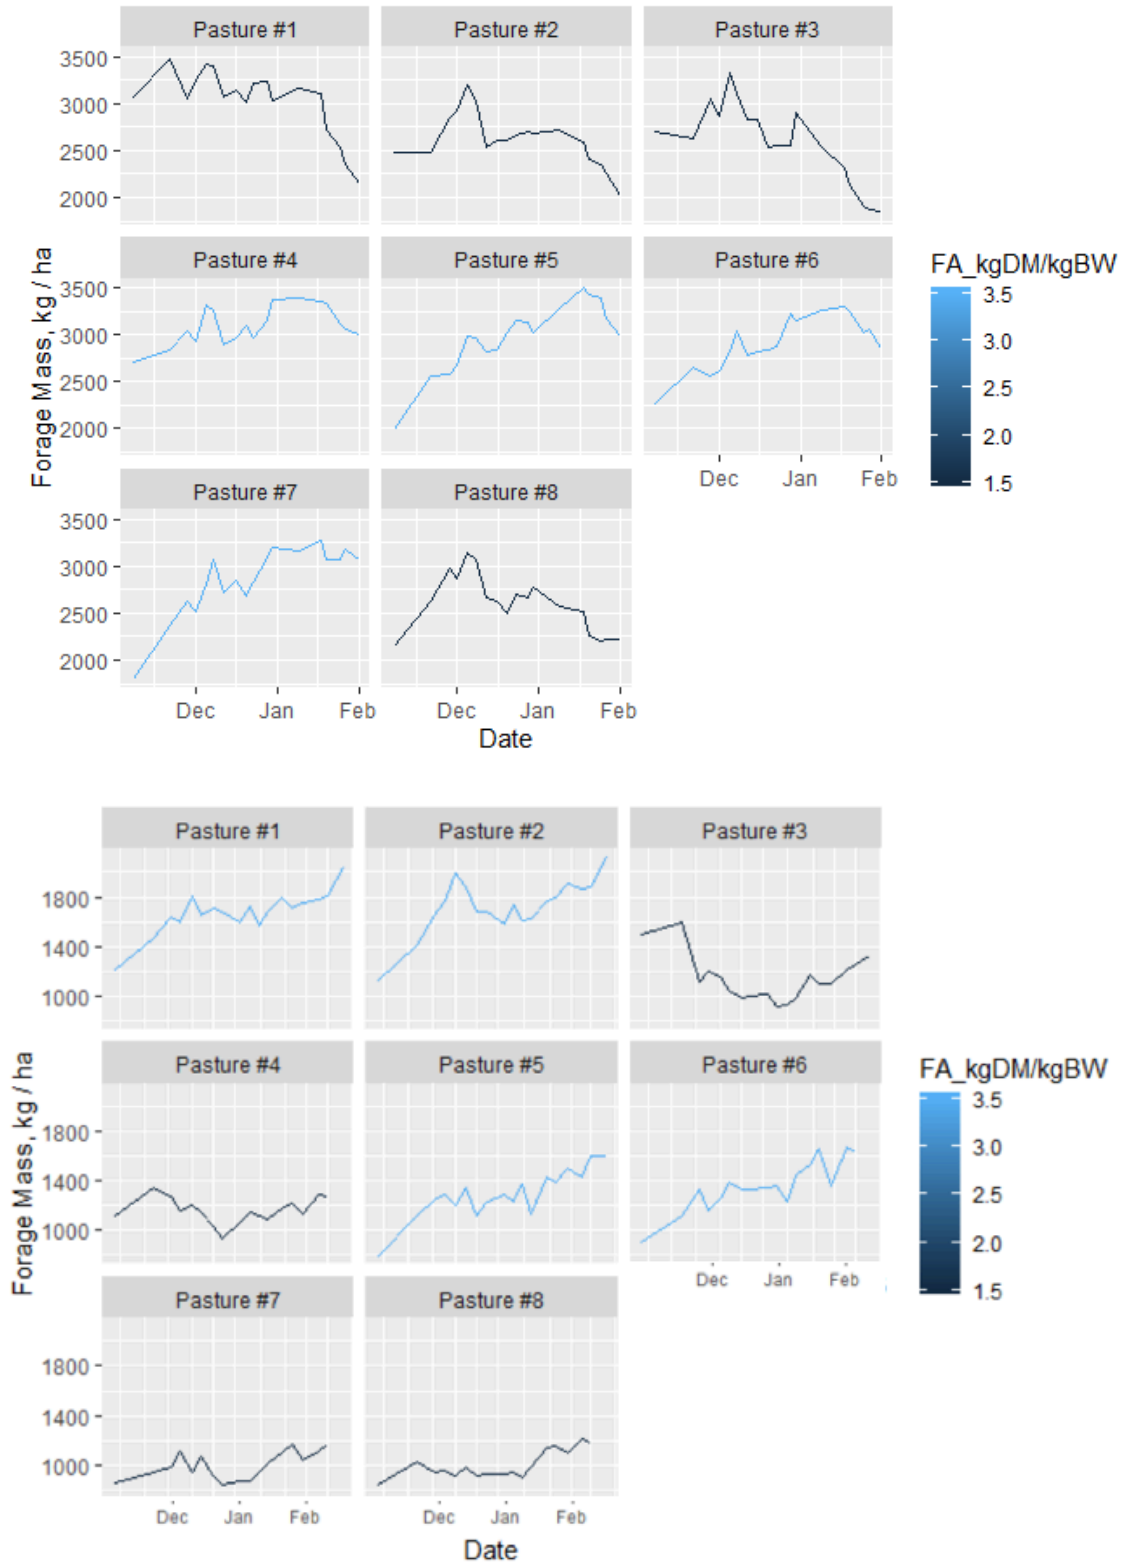 Pasture #1 Pasture #2 Pasture #3
3500
3000
2500
2000
Pasture #4 Pasture #5 Pasture #6
3500
3000
2500
2000
Dec Jan Feb
Pasture #7 Pasture #8
3500
3000
2500
2000
Dec Jan Feb Dec Jan Feb
Date
Forage Mass, kg / ha
FA_kgDM/kgBW
3.5
3.0
2.5
2.0
1.5
Pasture #1 Pasture #2 Pasture #3
1800
1400
1000
Pasture #4 Pasture #5 Pasture #6
1800
1400
1000
Dec Jan Feb
Pasture #7 Pasture #8
1800
1400
1000
Dec Jan Feb Dec Jan Feb
Date
Forage Mass, kg / ha
FA_kgDM/kgBW
3.5
3.0
2.5
2.0
1.5